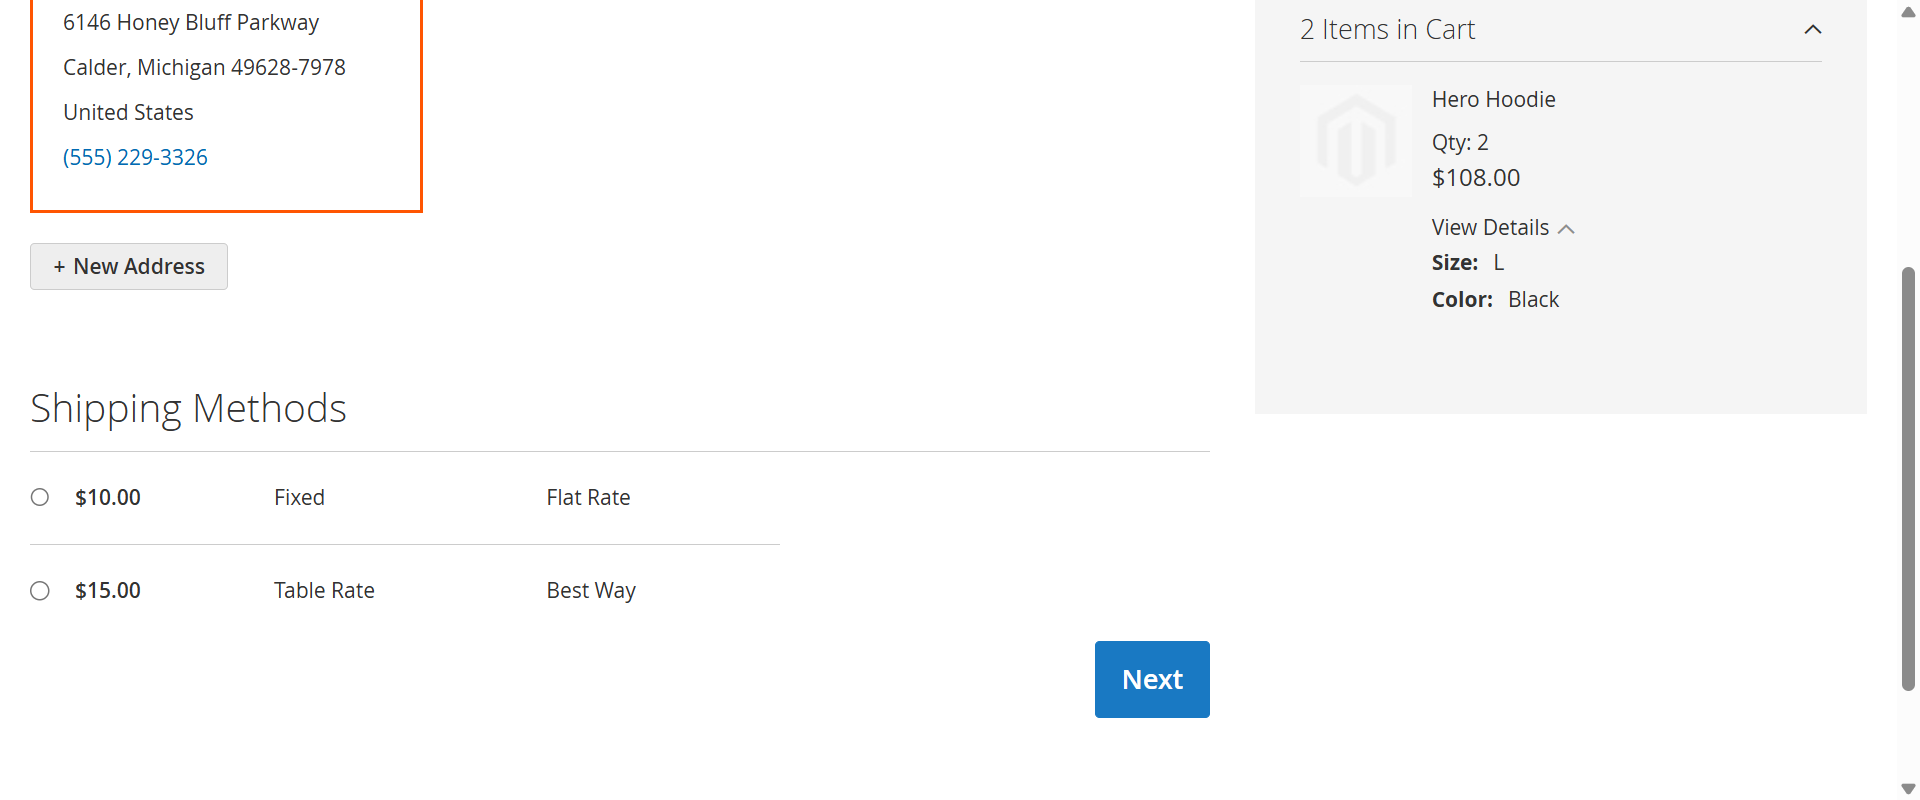 6146 Honey Bluff Parkway
Calder, Michigan 49628-7978
United States
(555) 229-3326
+ New Address
Shipping Methods
$10.00 Fixed Flat Rate
$15.00 Table Rate Best Way
Next
2 Items in Cart
Hero Hoodie
Qty: 2
$108.00
View Details
Size: L
Color: Black